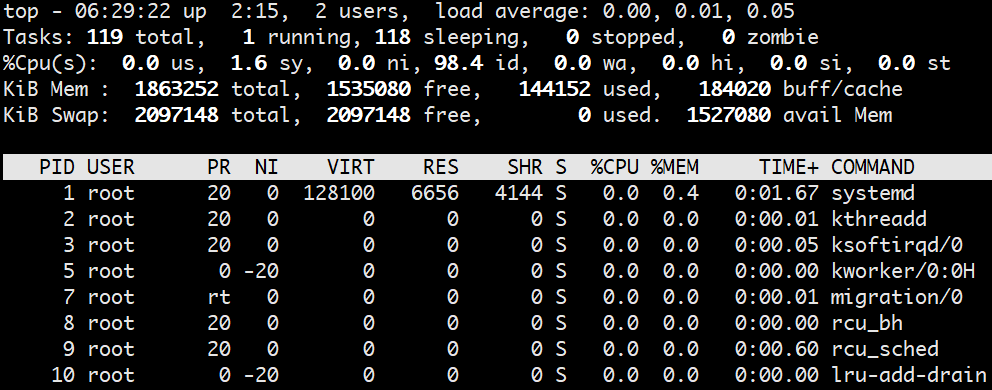 top - 06:29:22 up  2:15,  2 users,  load average: 0.00, 0.01, 0.05
Tasks: 119 total,   1 running, 118 sleeping,   0 stopped,   0 zombie
%Cpu(s):  0.0 us,  1.6 sy,  0.0 ni, 98.4 id,  0.0 wa,  0.0 hi,  0.0 si,  0.0 st
KiB Mem :  1863252 total,  1535080 free,   144152 used,   184020 buff/cache
KiB Swap:  2097148 total,  2097148 free,        0 used.  1527080 avail Mem
   PID USER      PR  NI    VIRT    RES    SHR S  %CPU %MEM     TIME+ COMMAND
     1 root      20   0  128100   6656   4144 S   0.0  0.4   0:01.67 systemd
     2 root      20   0       0      0      0 S   0.0  0.0   0:00.01 kthreadd
     3 root      20   0       0      0      0 S   0.0  0.0   0:00.05 ksoftirqd/0
     5 root       0 -20       0      0      0 S   0.0  0.0   0:00.00 kworker/0:0H
     7 root      rt   0       0      0      0 S   0.0  0.0   0:00.01 migration/0
     8 root      20   0       0      0      0 S   0.0  0.0   0:00.00 rcu_bh
     9 root      20   0       0      0      0 S   0.0  0.0   0:00.60 rcu_sched
    10 root       0 -20       0      0      0 S   0.0  0.0   0:00.00 lru-add-drain